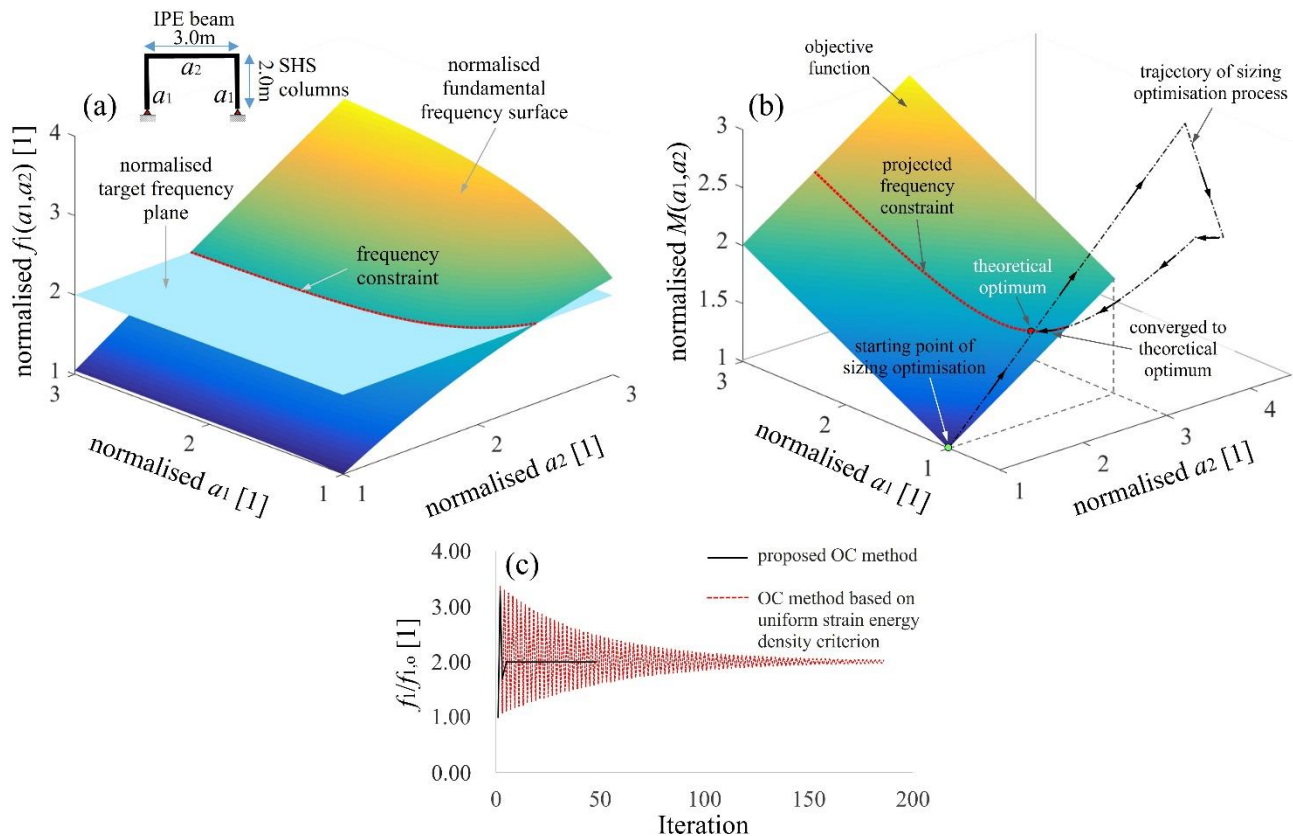 IPE beam
3.0m
a2
a1
a1
2.0m
SHS
columns
(a)
normalised
fundamental
frequency surface
normalised
target frequency
plane
frequency
constraint
normalised f1(a1,a2) [1]
4
3
2
1
3
2
1
normalised a1 [1]
1
2
3
normalised a2 [1]
(b)
objective
function
trajectory of sizing
optimisation process
projected
frequency
constraint
theoretical
optimum
starting point of
sizing optimisation
converged to
theoretical
optimum
normalised M(a1,a2)
3
2.5
2
1.5
1
3
2
1
normalised a1 [1]
1
2
3
4
normalised a2 [1]
(c)
proposed OC method
OC method based on
uniform strain energy
density criterion
f1/f1,o [1]
4.00
3.00
2.00
1.00
0.00
0
50
100
150
200
Iteration